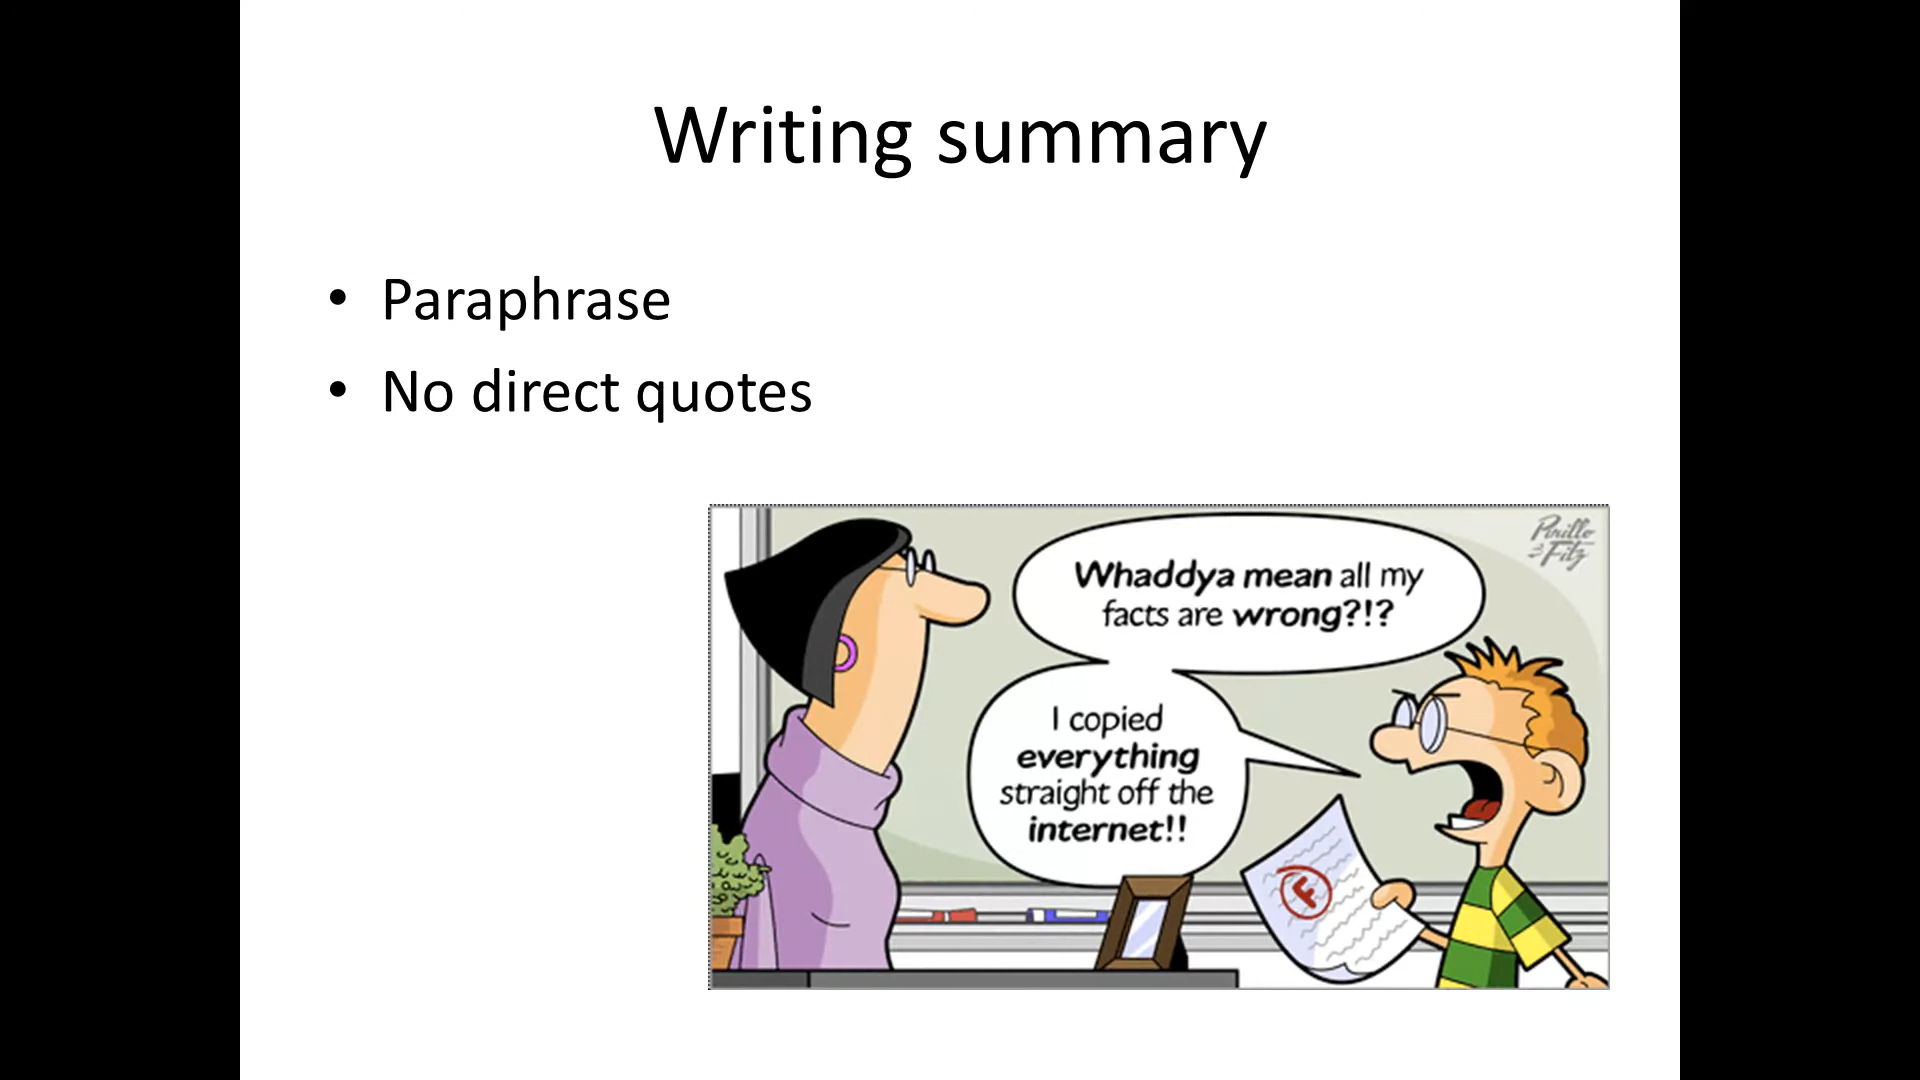 Writing summary
• Paraphrase
• No direct quotes
Pirillo
& Fitz
Whaddya mean all my
facts are wrong?!?
I copied
everything
straight off the
internet!!
F